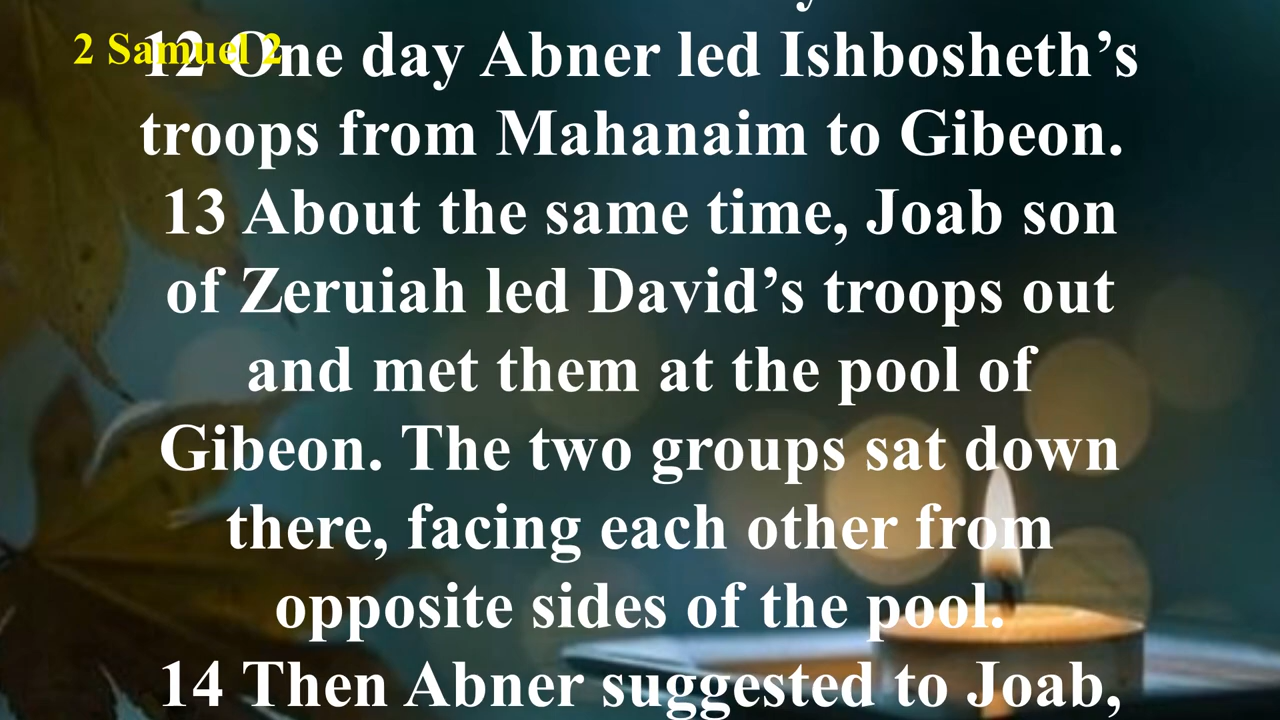 2 Samuel 2
12 One day Abner led Ishbosheth’s
troops from Mahanaim to Gibeon.
13 About the same time, Joab son
of Zeruiah led David’s troops out
and met them at the pool of
Gibeon. The two groups sat down
there, facing each other from
opposite sides of the pool.
14 Then Abner suggested to Joab,